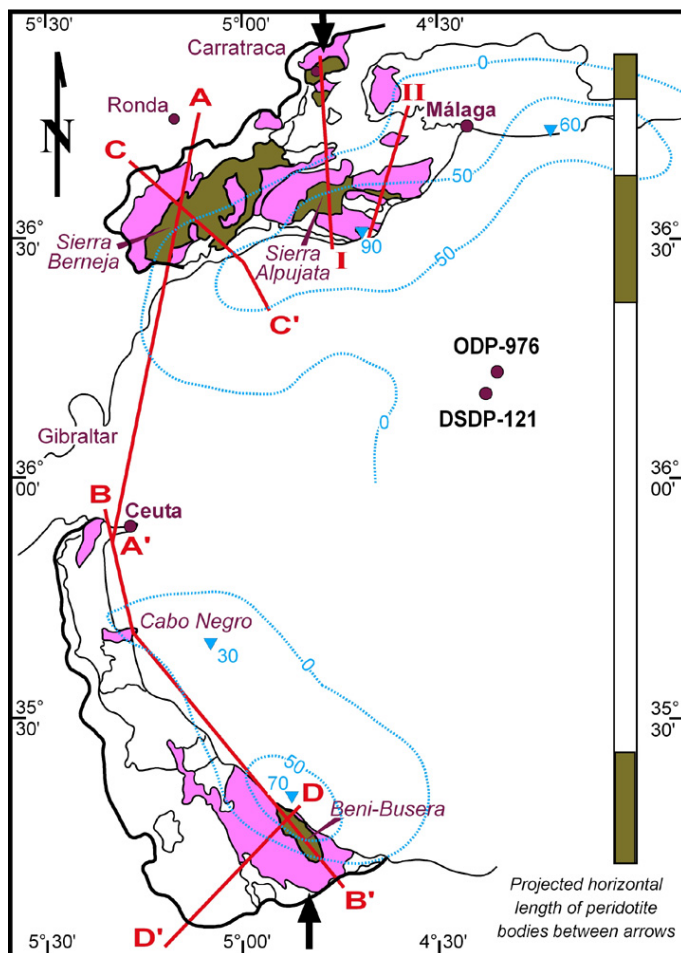 5°30' 5°00' 4°30'
Carratraca
0
N
Ronda
A
II
Málaga
60
C
50
36°
30'
Sierra
Berneja
Sierra
Alpujata
I
90
50
36°
30'
C'
ODP-976
DSDP-121
0
Gibraltar
36°
00'
B
Ceuta
36°
00'
A'
Cabo Negro
30
0
35°
30'
35°
30'
50
70
D
Beni-Busera
B'
D'
Projected horizontal
length of peridotite
bodies between arrows
5°30' 5°00' 4°30'